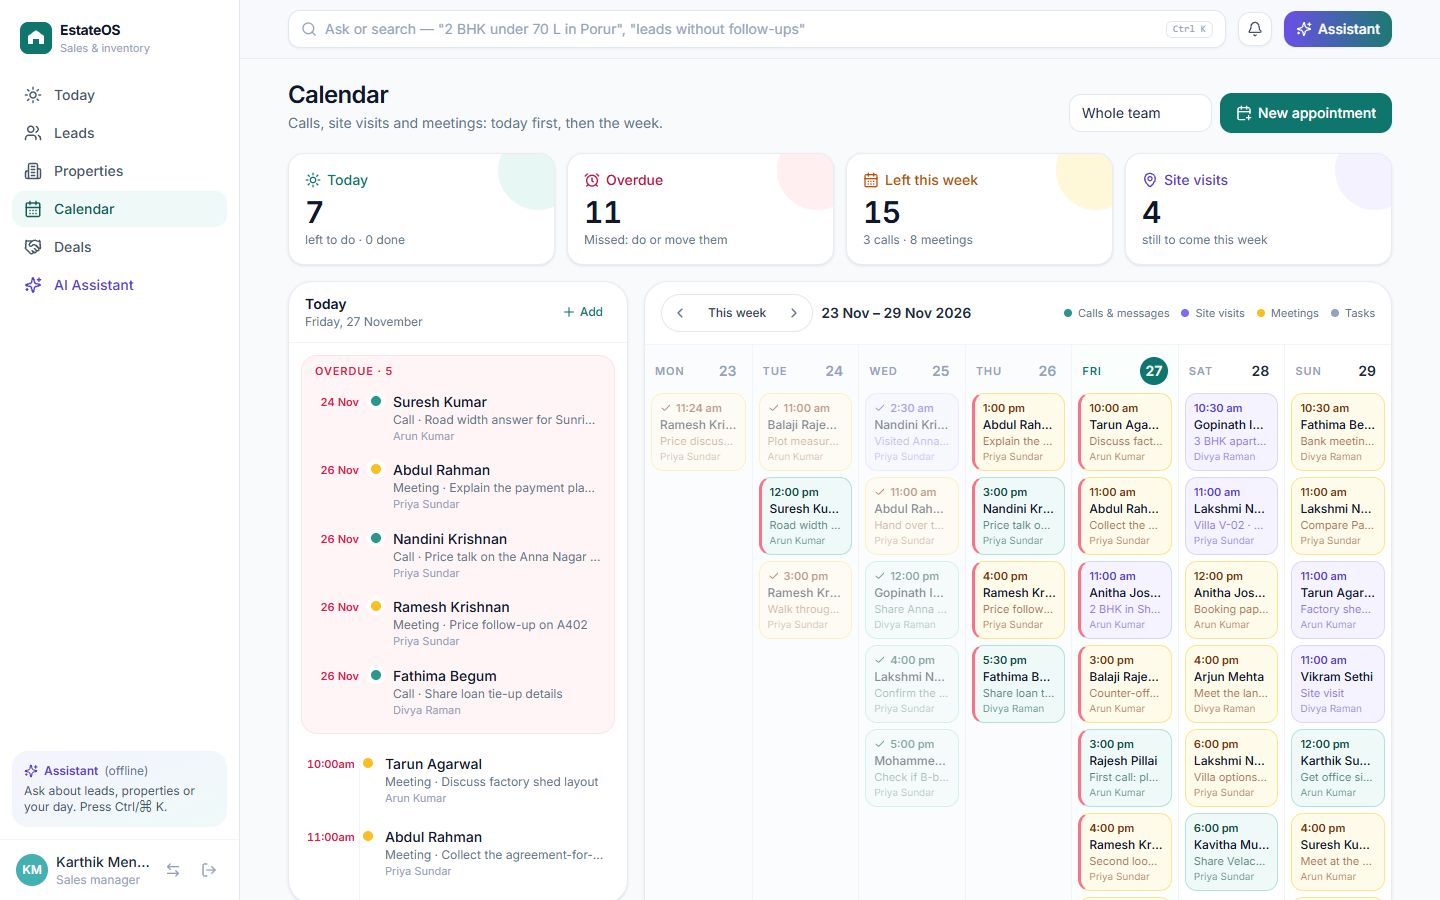 EstateOS
Sales & inventory
Today
Leads
Properties
Calendar
Deals
AI Assistant
Assistant (offline)
Ask about leads, properties or
your day. Press Ctrl/⌘ K.
KM
Karthik Men...
Sales manager
Ask or search — "2 BHK under 70 L in Porur", "leads without follow-ups"
Ctrl K
Assistant
Calendar
Calls, site visits and meetings: today first, then the week.
Whole team
New appointment
Today
7
left to do · 0 done
Overdue
11
Missed: do or move them
Left this week
15
3 calls · 8 meetings
Site visits
4
still to come this week
Today
Friday, 27 November
+ Add
OVERDUE · 5
24 Nov
Suresh Kumar
Call · Road width answer for Sunri...
Arun Kumar
26 Nov
Abdul Rahman
Meeting · Explain the payment pla...
Priya Sundar
26 Nov
Nandini Krishnan
Call · Price talk on the Anna Nagar ...
Priya Sundar
26 Nov
Ramesh Krishnan
Meeting · Price follow-up on A402
Priya Sundar
26 Nov
Fathima Begum
Call · Share loan tie-up details
Divya Raman
10:00am
Tarun Agarwal
Meeting · Discuss factory shed layout
Arun Kumar
11:00am
Abdul Rahman
Meeting · Collect the agreement-for-...
Priya Sundar
This week
23 Nov – 29 Nov 2026
Calls & messages
Site visits
Meetings
Tasks
MON 23
11:24 am
Ramesh Kri...
Price discus...
Priya Sundar
TUE 24
11:00 am
Balaji Raje...
Plot measur...
Arun Kumar
12:00 pm
Suresh Ku...
Road width ...
Arun Kumar
3:00 pm
Ramesh Kr...
Walk throug...
Priya Sundar
WED 25
2:30 am
Nandini Kri...
Visited Anna...
Priya Sundar
11:00 am
Abdul Rah...
Hand over t...
Priya Sundar
12:00 pm
Gopinath I...
Share Anna ...
Divya Raman
4:00 pm
Lakshmi N...
Confirm the ...
Priya Sundar
5:00 pm
Mohamme...
Check if B-b...
Priya Sundar
THU 26
1:00 pm
Abdul Rah...
Explain the ...
Priya Sundar
3:00 pm
Nandini Kr...
Price talk o...
Priya Sundar
4:00 pm
Ramesh Kr...
Price follow...
Priya Sundar
5:30 pm
Fathima B...
Share loan t...
Divya Raman
FRI 27
10:00 am
Tarun Aga...
Discuss fact...
Arun Kumar
11:00 am
Abdul Rah...
Collect the ...
Priya Sundar
11:00 am
Anitha Jos...
2 BHK in Sh...
Arun Kumar
3:00 pm
Balaji Raje...
Counter-off...
Arun Kumar
3:00 pm
Rajesh Pillai
First call: pl...
Arun Kumar
4:00 pm
Ramesh Kr...
Second loo...
Priya Sundar
SAT 28
10:30 am
Gopinath I...
3 BHK apart...
Divya Raman
11:00 am
Lakshmi N...
Villa V-02 · ...
Priya Sundar
12:00 pm
Anitha Jos...
Booking pap...
Arun Kumar
4:00 pm
Arjun Mehta
Meet the lan...
Divya Raman
6:00 pm
Lakshmi N...
Villa options...
Priya Sundar
6:00 pm
Kavitha Mu...
Share Velac...
Priya Sundar
SUN 29
10:30 am
Fathima Be...
Bank meetin...
Divya Raman
11:00 am
Lakshmi N...
Compare Pa...
Priya Sundar
11:00 am
Tarun Agar...
Factory she...
Arun Kumar
11:00 am
Vikram Sethi
Site visit
Divya Raman
12:00 pm
Karthik Su...
Get office si...
Arun Kumar
4:00 pm
Suresh Ku...
Meet at the ...
Arun Kumar